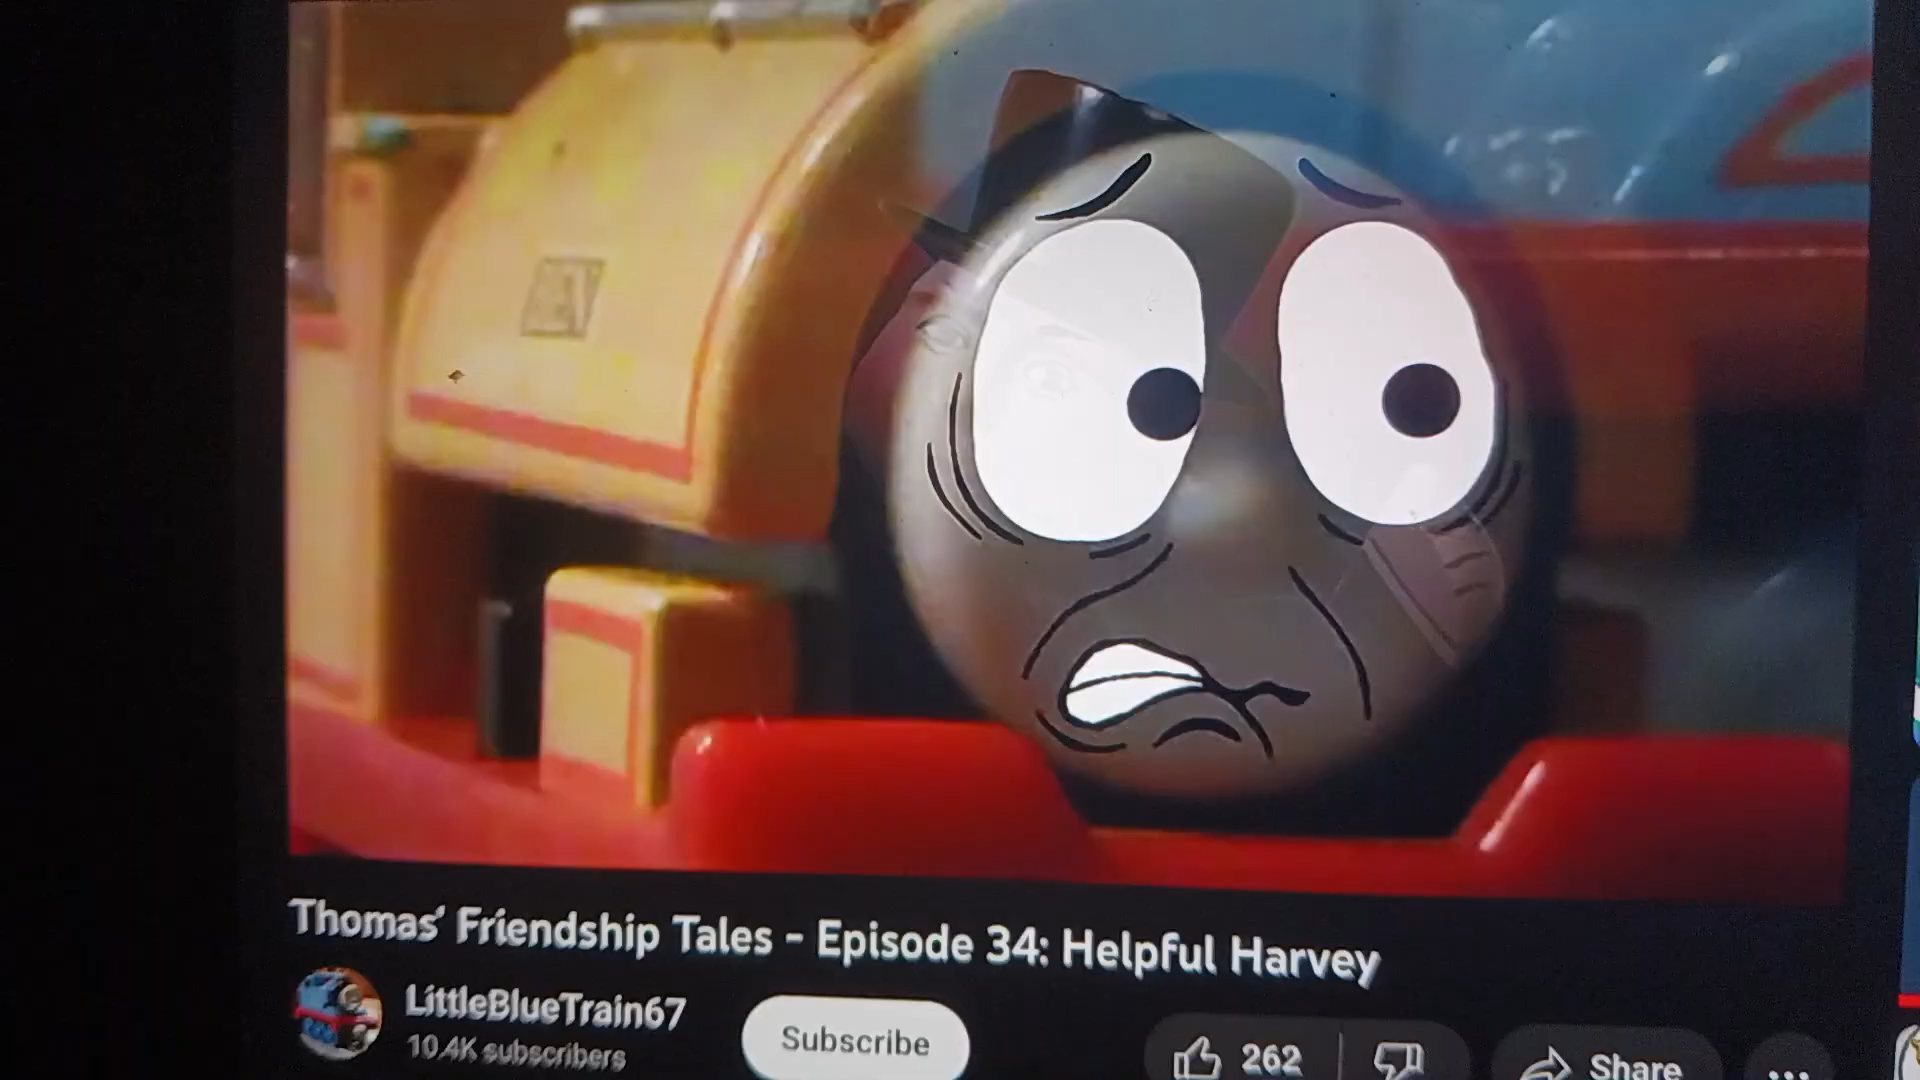 Thomas' Friendship Tales - Episode 34: Helpful Harvey
LittleBlueTrain67
10.4K subscribers
Subscribe
262
Share